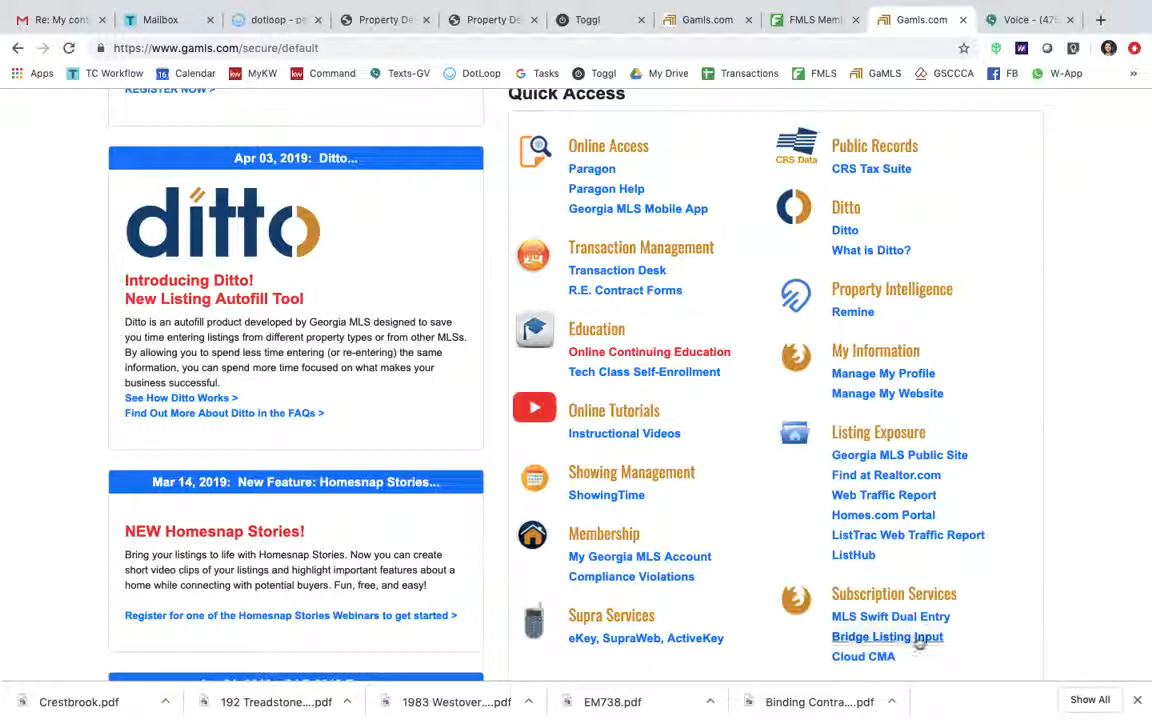 Re: My cont
Mailbox
dotloop - pe
Property De
Property De
Toggl
Gamls.com
FMLS Mem
Gamls.com
Voice - (47
https://www.gamls.com/secure/default
Apps
TC Workflow
Calendar
MyKW
Command
Texts-GV
DotLoop
Tasks
Toggl
My Drive
Transactions
FMLS
GaMLS
GSCCCA
FB
W-App
»
REGISTER NOW >
Apr 03, 2019: Ditto...
ditto
Introducing Ditto!
New Listing Autofill Tool
Ditto is an autofill product developed by Georgia MLS designed to save
you time entering listings from different property types or from other MLSs.
By allowing you to spend less time entering (or re-entering) the same
information, you can spend more time focused on what makes your
business successful.
See How Ditto Works >
Find Out More About Ditto in the FAQs >
Mar 14, 2019: New Feature: Homesnap Stories...
NEW Homesnap Stories!
Bring your listings to life with Homesnap Stories. Now you can create
short video clips of your listings and highlight important features about a
home while connecting with potential buyers. Fun, free, and easy!
Register for one of the Homesnap Stories Webinars to get started >
Quick Access
Online Access
Paragon
Paragon Help
Georgia MLS Mobile App
Transaction Management
Transaction Desk
R.E. Contract Forms
Education
Online Continuing Education
Tech Class Self-Enrollment
Online Tutorials
Instructional Videos
Showing Management
ShowingTime
Membership
My Georgia MLS Account
Compliance Violations
Supra Services
eKey, SupraWeb, ActiveKey
CRS DATA
Public Records
CRS Tax Suite
Ditto
Ditto
What is Ditto?
Property Intelligence
Remine
My Information
Manage My Profile
Manage My Website
Listing Exposure
Georgia MLS Public Site
Find at Realtor.com
Web Traffic Report
Homes.com Portal
ListTrac Web Traffic Report
ListHub
Subscription Services
MLS Swift Dual Entry
Bridge Listing Input
Cloud CMA
Crestbrook.pdf
192 Treadstone....pdf
1983 Westover....pdf
EM738.pdf
Binding Contra....pdf
Show All